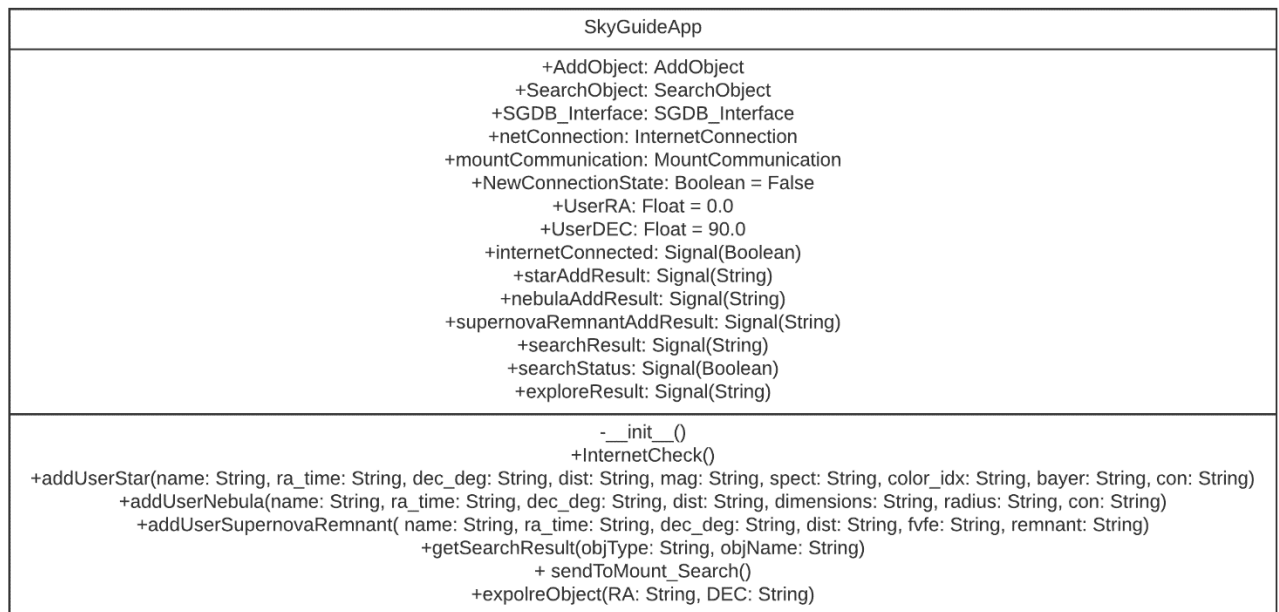 SkyGuideApp
+AddObject: AddObject
+SearchObject: SearchObject
+SGDB_Interface: SGDB_Interface
+netConnection: InternetConnection
+mountCommunication: MountCommunication
+NewConnectionState: Boolean = False
+UserRA: Float = 0.0
+UserDEC: Float = 90.0
+internetConnected: Signal(Boolean)
+starAddResult: Signal(String)
+nebulaAddResult: Signal(String)
+supernovaRemnantAddResult: Signal(String)
+searchResult: Signal(String)
+searchStatus: Signal(Boolean)
+exploreResult: Signal(String)
-__init__()
+InternetCheck()
+addUserStar(name: String, ra_time: String, dec_deg: String, dist: String, mag: String, spect: String, color_idx: String, bayer: String, con: String)
+addUserNebula(name: String, ra_time: String, dec_deg: String, dist: String, dimensions: String, radius: String, con: String)
+addUserSupernovaRemnant( name: String, ra_time: String, dec_deg: String, dist: String, fvfe: String, remnant: String)
+getSearchResult(objType: String, objName: String)
+ sendToMount_Search()
+expolreObject(RA: String, DEC: String)